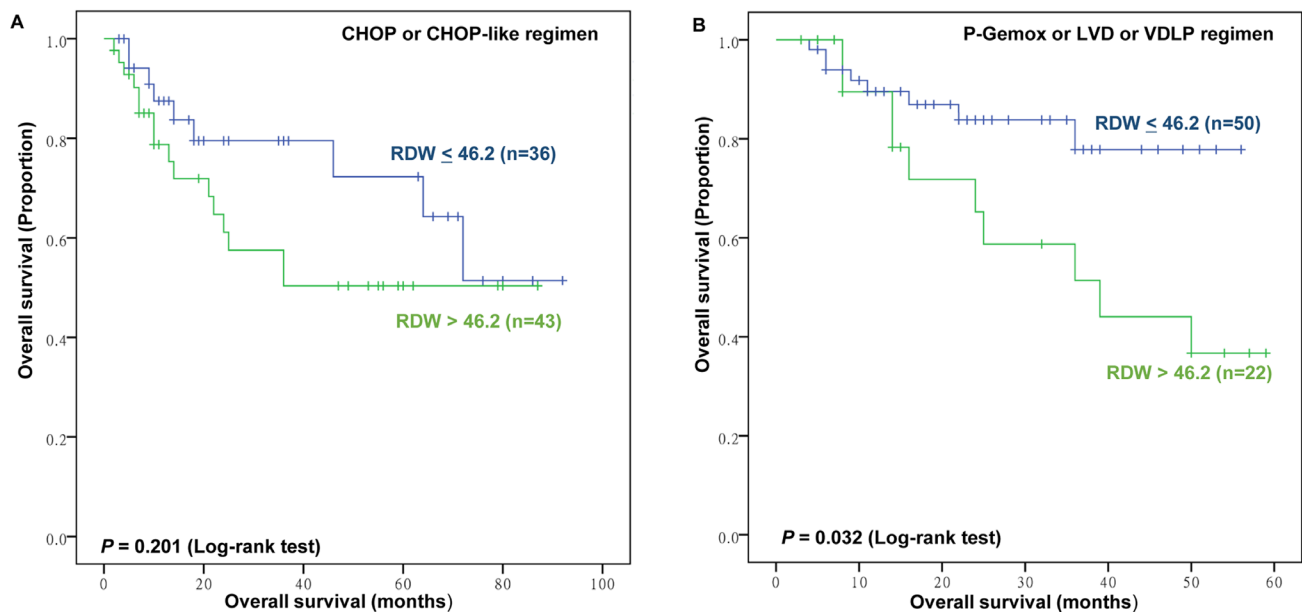 A
CHOP or CHOP-like regimen
Overall survival (Proportion)
1.0
0.8
0.6
0.4
0.2
0.0
RDW ≤ 46.2 (n=36)
RDW > 46.2 (n=43)
P = 0.201 (Log-rank test)
0 20 40 60 80 100
Overall survival (months)
B
P-Gemox or LVD or VDLP regimen
Overall survival (Proportion)
1.0
0.8
0.6
0.4
0.2
0.0
RDW ≤ 46.2 (n=50)
RDW > 46.2 (n=22)
P = 0.032 (Log-rank test)
0 10 20 30 40 50 60
Overall survival (months)